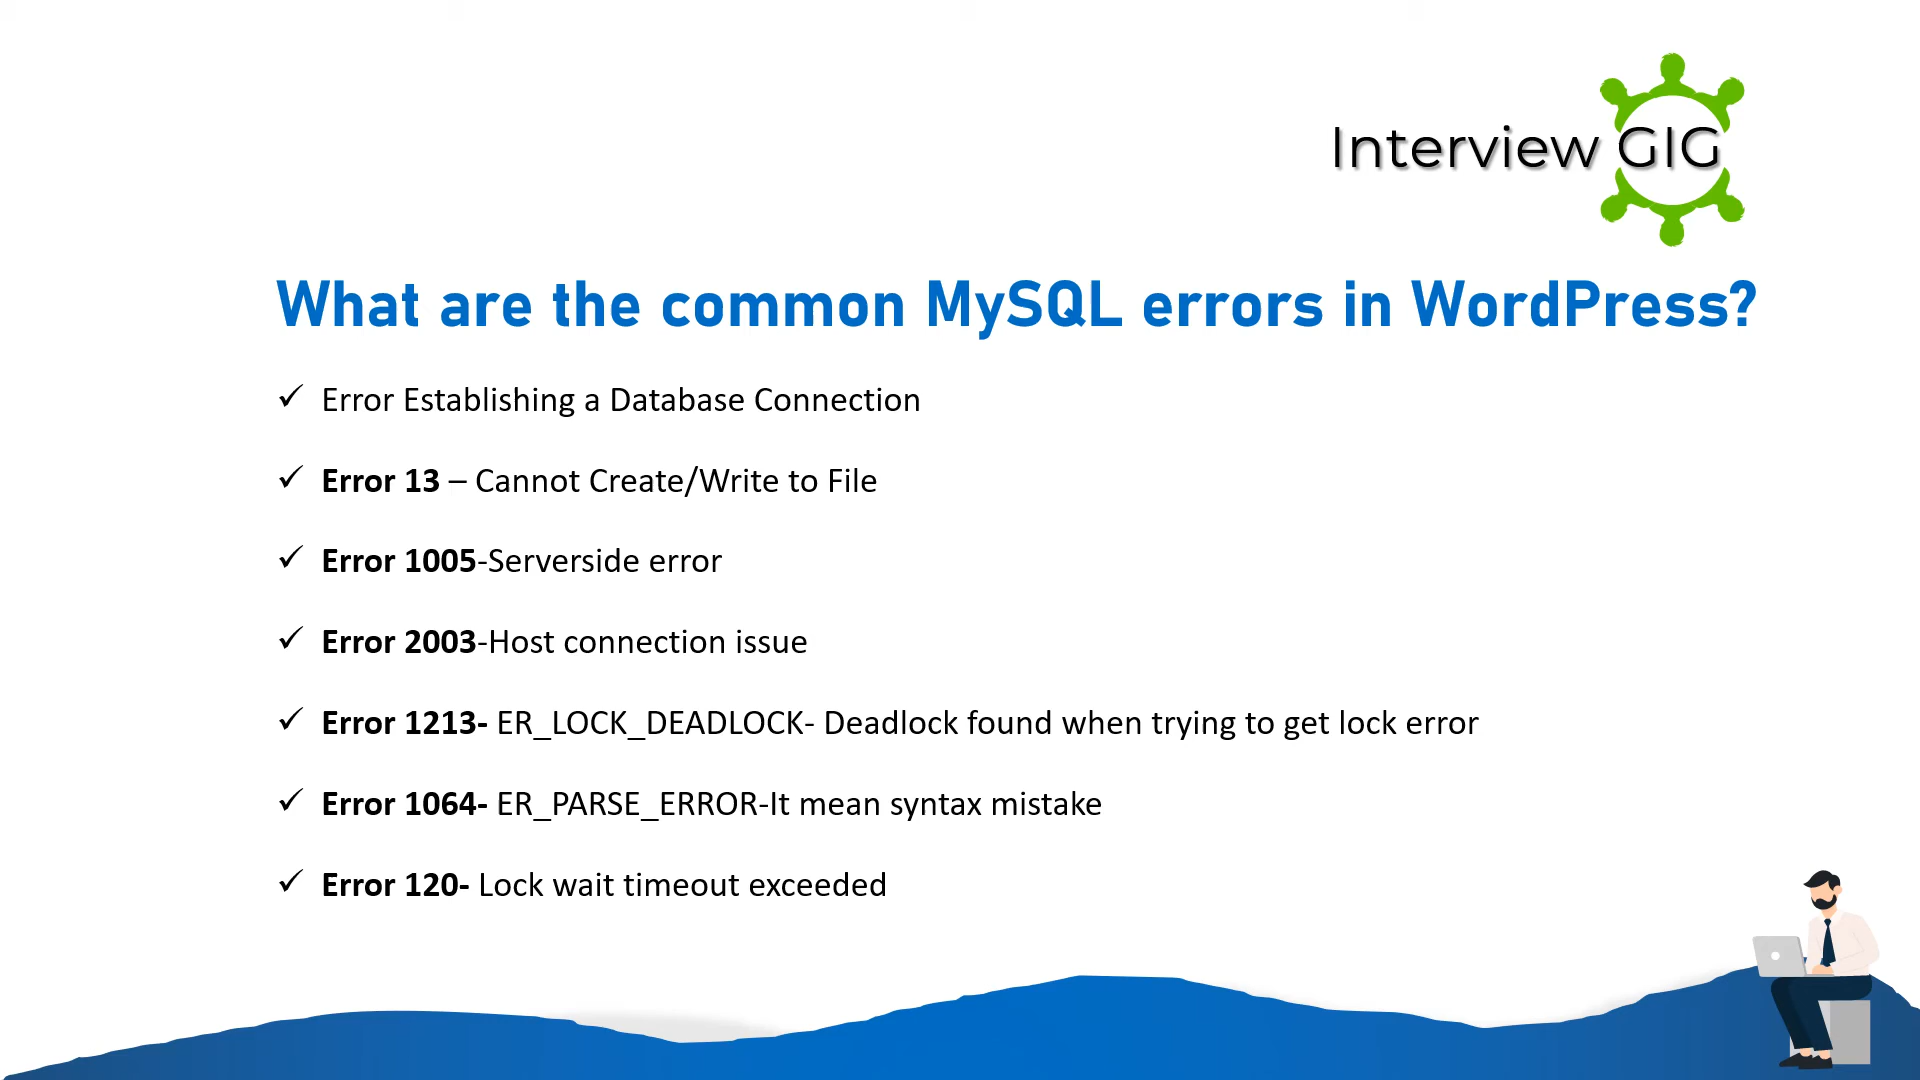 Interview GIG
What are the common MySQL errors in WordPress?
✓ Error Establishing a Database Connection
✓ Error 13 – Cannot Create/Write to File
✓ Error 1005-Serverside error
✓ Error 2003-Host connection issue
✓ Error 1213- ER_LOCK_DEADLOCK- Deadlock found when trying to get lock error
✓ Error 1064- ER_PARSE_ERROR-It mean syntax mistake
✓ Error 120- Lock wait timeout exceeded